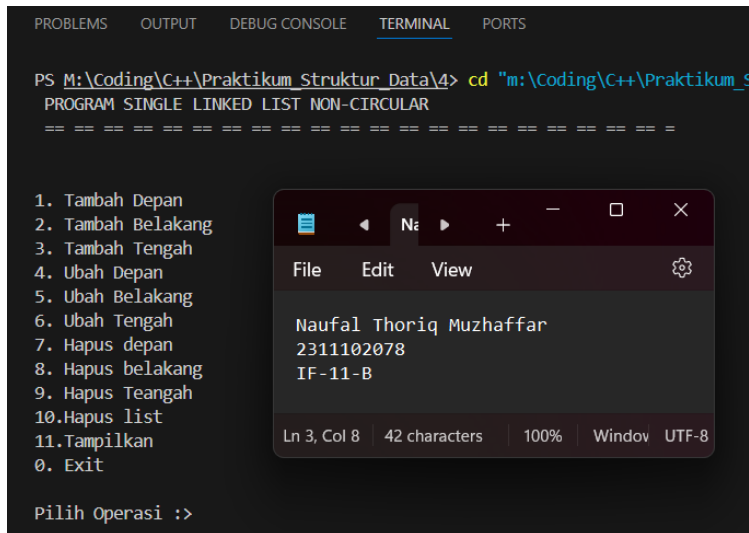 PROBLEMS OUTPUT DEBUG CONSOLE TERMINAL PORTS
PS M:\Coding\C++\Praktikum_Struktur_Data\4> cd "m:\Coding\C++\Praktikum_S
PROGRAM SINGLE LINKED LIST NON-CIRCULAR
== == == == == == == == == == == == == == == == == == == == == =
1. Tambah Depan
2. Tambah Belakang
3. Tambah Tengah
4. Ubah Depan
5. Ubah Belakang
6. Ubah Tengah
7. Hapus depan
8. Hapus belakang
9. Hapus Teangah
10.Hapus list
11.Tampilkan
0. Exit
Pilih Operasi :>
Na
File Edit View
Naufal Thoriq Muzhaffar
2311102078
IF-11-B
Ln 3, Col 8 42 characters 100% Window UTF-8